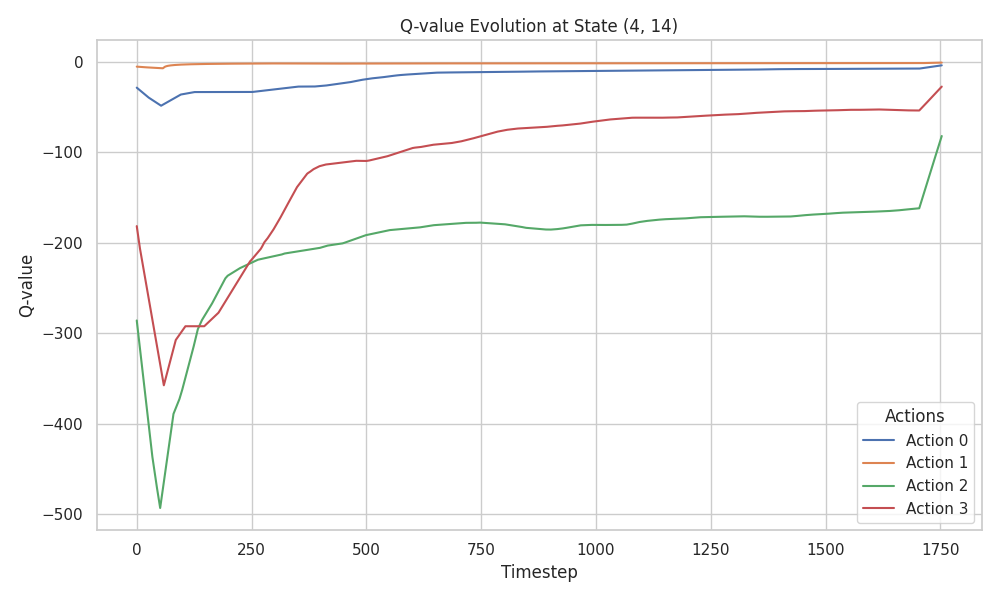 Q-value Evolution at State (4, 14)
0
−100
−200
−300
−400
−500
Q-value
0
250
500
750
1000
1250
1500
1750
Timestep
Actions
Action 0
Action 1
Action 2
Action 3